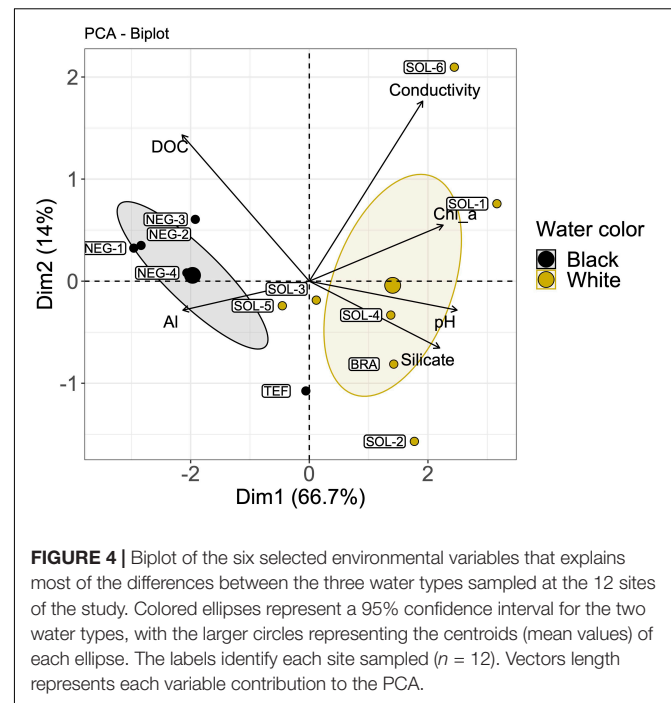 PCA - Biplot
2
1
0
-1
Dim2 (14%)
SOL-6
Conductivity
DOC
SOL-1
Chl_a
NEG-3
NEG-2
NEG-1
NEG-4
SOL-3
SOL-5
Al
SOL-4
pH
Silicate
BRA
TEF
SOL-2
-2
0
2
Dim1 (66.7%)
Water color
Black
White
FIGURE 4 | Biplot of the six selected environmental variables that explains
most of the differences between the three water types sampled at the 12 sites
of the study. Colored ellipses represent a 95% confidence interval for the two
water types, with the larger circles representing the centroids (mean values) of
each ellipse. The labels identify each site sampled (n = 12). Vectors length
represents each variable contribution to the PCA.